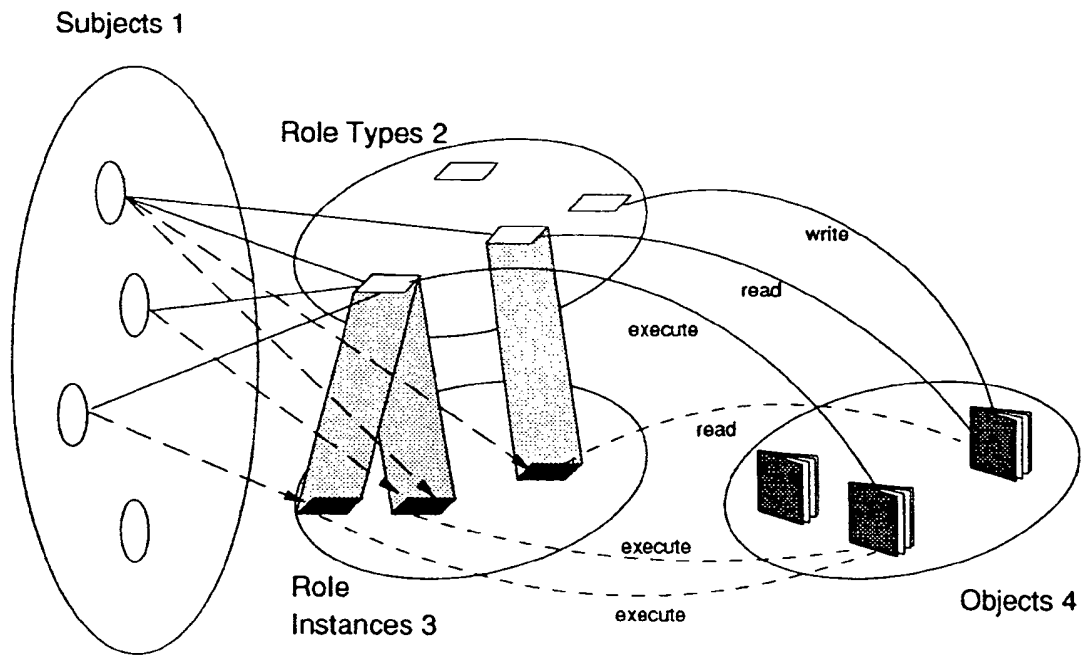 Subjects 1
Role Types 2
write
read
execute
read
execute
execute
Role
Instances 3
Objects 4